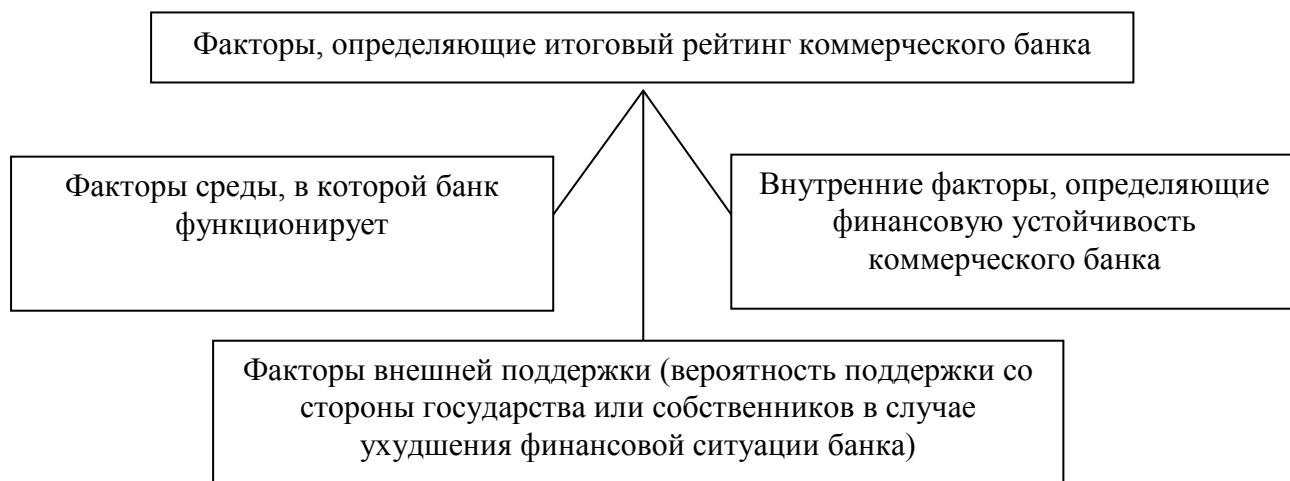 Факторы, определяющие итоговый рейтинг коммерческого банка
Факторы среды, в которой банк
функционирует
Внутренние факторы, определяющие
финансовую устойчивость
коммерческого банка
Факторы внешней поддержки (вероятность поддержки со
стороны государства или собственников в случае
ухудшения финансовой ситуации банка)